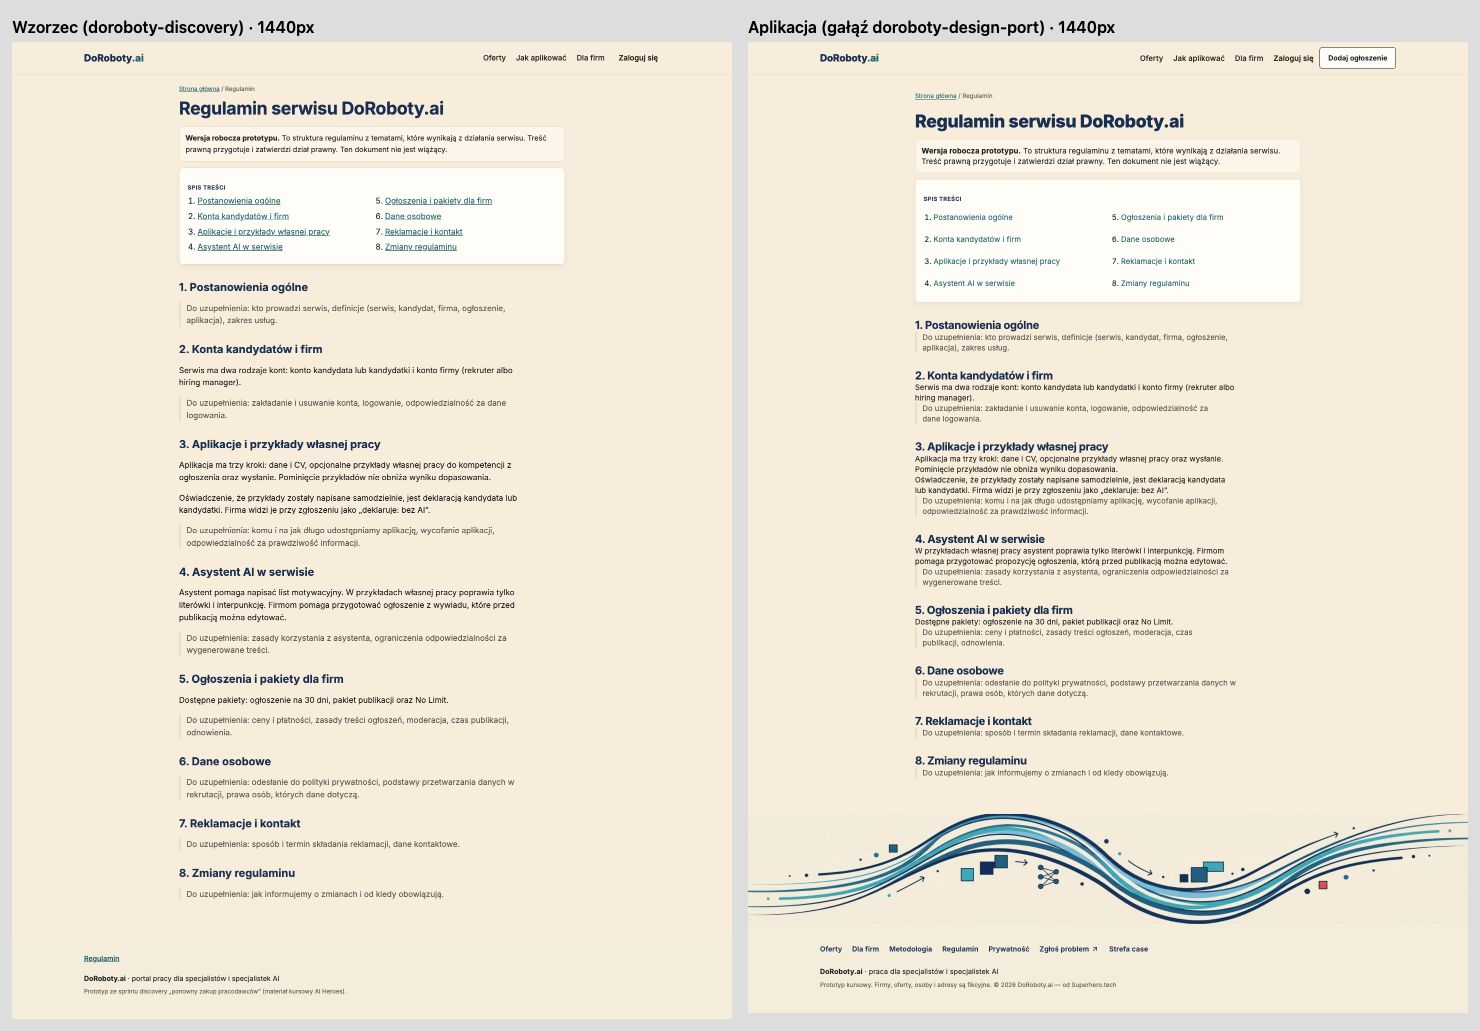 Wzorzec (doroboty-discovery) · 1440px
DoRoboty.ai
Oferty Jak aplikować Dla firm Zaloguj się
Strona główna / Regulamin
Regulamin serwisu DoRoboty.ai
Wersja robocza prototypu. To struktura regulaminu z tematami, które wynikają z działania serwisu. Treść
prawną przygotuje i zatwierdzi dział prawny. Ten dokument nie jest wiążący.
SPIS TREŚCI
1. Postanowienia ogólne
2. Konta kandydatów i firm
3. Aplikacje i przykłady własnej pracy
4. Asystent AI w serwisie
5. Ogłoszenia i pakiety dla firm
6. Dane osobowe
7. Reklamacje i kontakt
8. Zmiany regulaminu
1. Postanowienia ogólne
Do uzupełnienia: kto prowadzi serwis, definicje (serwis, kandydat, firma, ogłoszenie,
aplikacja), zakres usług.
2. Konta kandydatów i firm
Serwis ma dwa rodzaje kont: konto kandydata lub kandydatki i konto firmy (rekruter albo
hiring manager).
Do uzupełnienia: zakładanie i usuwanie konta, logowanie, odpowiedzialność za dane
logowania.
3. Aplikacje i przykłady własnej pracy
Aplikacja ma trzy kroki: dane i CV, opcjonalne przykłady własnej pracy do kompetencji z
ogłoszenia oraz wysłanie. Pominięcie przykładów nie obniża wyniku dopasowania.
Oświadczenie, że przykłady zostały napisane samodzielnie, jest deklaracją kandydata lub
kandydatki. Firma widzi je przy zgłoszeniu jako „deklaruje: bez AI”.
Do uzupełnienia: komu i na jak długo udostępniamy aplikację, wycofanie aplikacji,
odpowiedzialność za prawdziwość informacji.
4. Asystent AI w serwisie
Asystent pomaga napisać list motywacyjny. W przykładach własnej pracy poprawia tylko
literówki i interpunkcję. Firmom pomaga przygotować ogłoszenie z wywiadu, które przed
publikacją można edytować.
Do uzupełnienia: zasady korzystania z asystenta, ograniczenia odpowiedzialności za
wygenerowane treści.
5. Ogłoszenia i pakiety dla firm
Dostępne pakiety: ogłoszenie na 30 dni, pakiet publikacji oraz No Limit.
Do uzupełnienia: ceny i płatności, zasady treści ogłoszeń, moderacja, czas publikacji,
odnowienia.
6. Dane osobowe
Do uzupełnienia: odesłanie do polityki prywatności, podstawy przetwarzania danych w
rekrutacji, prawa osób, których dane dotyczą.
7. Reklamacje i kontakt
Do uzupełnienia: sposób i termin składania reklamacji, dane kontaktowe.
8. Zmiany regulaminu
Do uzupełnienia: jak informujemy o zmianach i od kiedy obowiązują.
Regulamin
DoRoboty.ai · portal pracy dla specjalistów i specjalistek AI
Prototyp ze sprintu discovery „ponowny zakup pracodawców” (materiał kursowy AI Heroes).
Aplikacja (gałąź doroboty-design-port) · 1440px
DoRoboty.ai
Oferty Jak aplikować Dla firm Zaloguj się Dodaj ogłoszenie
Strona główna / Regulamin
Regulamin serwisu DoRoboty.ai
Wersja robocza prototypu. To struktura regulaminu z tematami, które wynikają z działania serwisu.
Treść prawną przygotuje i zatwierdzi dział prawny. Ten dokument nie jest wiążący.
SPIS TREŚCI
1. Postanowienia ogólne
2. Konta kandydatów i firm
3. Aplikacje i przykłady własnej pracy
4. Asystent AI w serwisie
5. Ogłoszenia i pakiety dla firm
6. Dane osobowe
7. Reklamacje i kontakt
8. Zmiany regulaminu
1. Postanowienia ogólne
Do uzupełnienia: kto prowadzi serwis, definicje (serwis, kandydat, firma, ogłoszenie,
aplikacja), zakres usług.
2. Konta kandydatów i firm
Serwis ma dwa rodzaje kont: konto kandydata lub kandydatki i konto firmy (rekruter albo
hiring manager).
Do uzupełnienia: zakładanie i usuwanie konta, logowanie, odpowiedzialność za
dane logowania.
3. Aplikacje i przykłady własnej pracy
Aplikacja ma trzy kroki: dane i CV, opcjonalne przykłady własnej pracy oraz wysłanie.
Pominięcie przykładów nie obniża wyniku dopasowania.
Oświadczenie, że przykłady zostały napisane samodzielnie, jest deklaracją kandydata
lub kandydatki. Firma widzi je przy zgłoszeniu jako „deklaruje: bez AI”.
Do uzupełnienia: komu i na jak długo udostępniamy aplikację, wycofanie aplikacji,
odpowiedzialność za prawdziwość informacji.
4. Asystent AI w serwisie
W przykładach własnej pracy asystent poprawia tylko literówki i interpunkcję. Firmom
pomaga przygotować propozycję ogłoszenia, którą przed publikacją można edytować.
Do uzupełnienia: zasady korzystania z asystenta, ograniczenia odpowiedzialności za
wygenerowane treści.
5. Ogłoszenia i pakiety dla firm
Dostępne pakiety: ogłoszenie na 30 dni, pakiet publikacji oraz No Limit.
Do uzupełnienia: ceny i płatności, zasady treści ogłoszeń, moderacja, czas
publikacji, odnowienia.
6. Dane osobowe
Do uzupełnienia: odesłanie do polityki prywatności, podstawy przetwarzania danych w
rekrutacji, prawa osób, których dane dotyczą.
7. Reklamacje i kontakt
Do uzupełnienia: sposób i termin składania reklamacji, dane kontaktowe.
8. Zmiany regulaminu
Do uzupełnienia: jak informujemy o zmianach i od kiedy obowiązują.
Oferty Dla firm Metodologia Regulamin Prywatność Zgłoś problem ↗ Strefa case
DoRoboty.ai · praca dla specjalistów i specjalistek AI
Prototyp kursowy. Firmy, oferty, osoby i adresy są fikcyjne. © 2026 DoRoboty.ai — od Superhero.tech